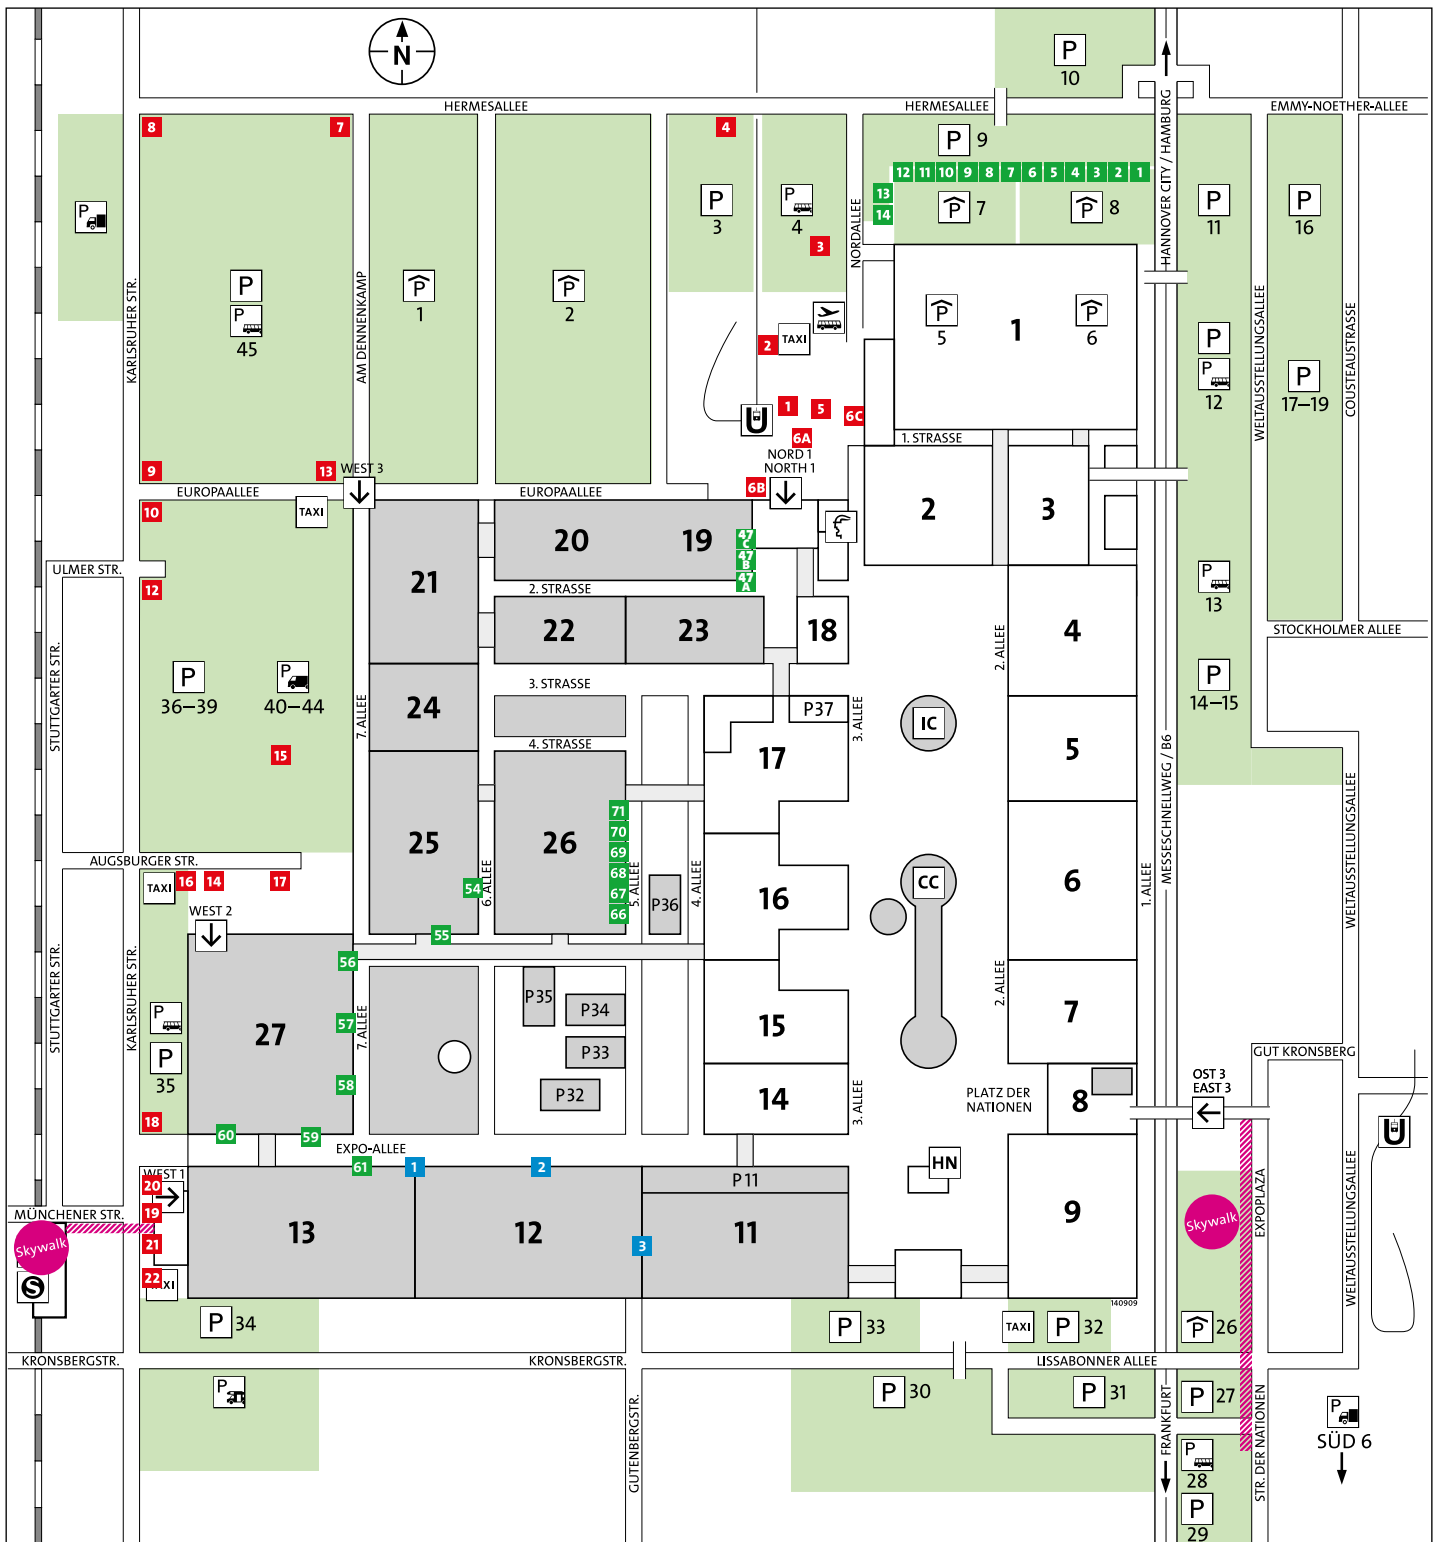 N
P
10
HERMESALLEE
HERMESALLEE
EMMY-NOETHER-ALLEE
8
7
4
P 9
12 11 10 9 8 7 6 5 4 3 2 1
13
14
P
P
3
P
4
3
P 7
P 8
P
11
P
16
HANNOVER CITY / HAMBURG
NORDALLEE
KARLSRUHER STR.
AM DENNENKAMP
WELTAUSSTELLUNGSALLEE
COUSTEAUSTRASSE
P
P
45
P
1
P
2
2
TAXI
P
5
1
P
6
P
P
12
P
17–19
1
5
6C
6A
U
1. STRASSE
NORD 1
NORTH 1
6B
9
13
WEST 3
EUROPAALLEE
EUROPAALLEE
10
TAXI
2
3
20
19
47
C
47
B
47
A
21
ULMER STR.
12
2. STRASSE
P
13
22
23
18
4
2. ALLEE
STOCKHOLMER ALLEE
STUTTGARTER STR.
P
36–39
P
40–44
3. STRASSE
24
7. ALLEE
P37
3. ALLEE
IC
P
14–15
15
4. STRASSE
17
5
MESSESCHNELLWEG / B6
WELTAUSSTELLUNGSALLEE
25
26
71
70
69
68
67
66
54
6. ALLEE
5. ALLEE
4. ALLEE
P36
16
CC
6
1. ALLEE
AUGSBURGER STR.
TAXI
16
14
17
WEST 2
55
56
STUTTGARTER STR.
KARLSRUHER STR.
P
P
35
27
57
7. ALLEE
58
P35
P34
P33
P32
15
2. ALLEE
7
GUT KRONSBERG
14
3. ALLEE
PLATZ DER
NATIONEN
8
OST 3
EAST 3
U
18
60
59
EXPO-ALLEE
61
1
2
P 11
HN
WEST 1
20
19
21
22
TAXI
MÜNCHENER STR.
Skywalk
S
13
12
3
11
9
Skywalk
EXPOPLAZA
WELTAUSSTELLUNGSALLEE
140909
P 34
P 33
TAXI
P 32
P 26
KRONSBERGSTR.
KRONSBERGSTR.
LISSABONNER ALLEE
P
GUTENBERGSTR.
P 30
P 31
P 27
FRANKFURT
STR. DER NATIONEN
P
SÜD 6
P
28
P
29